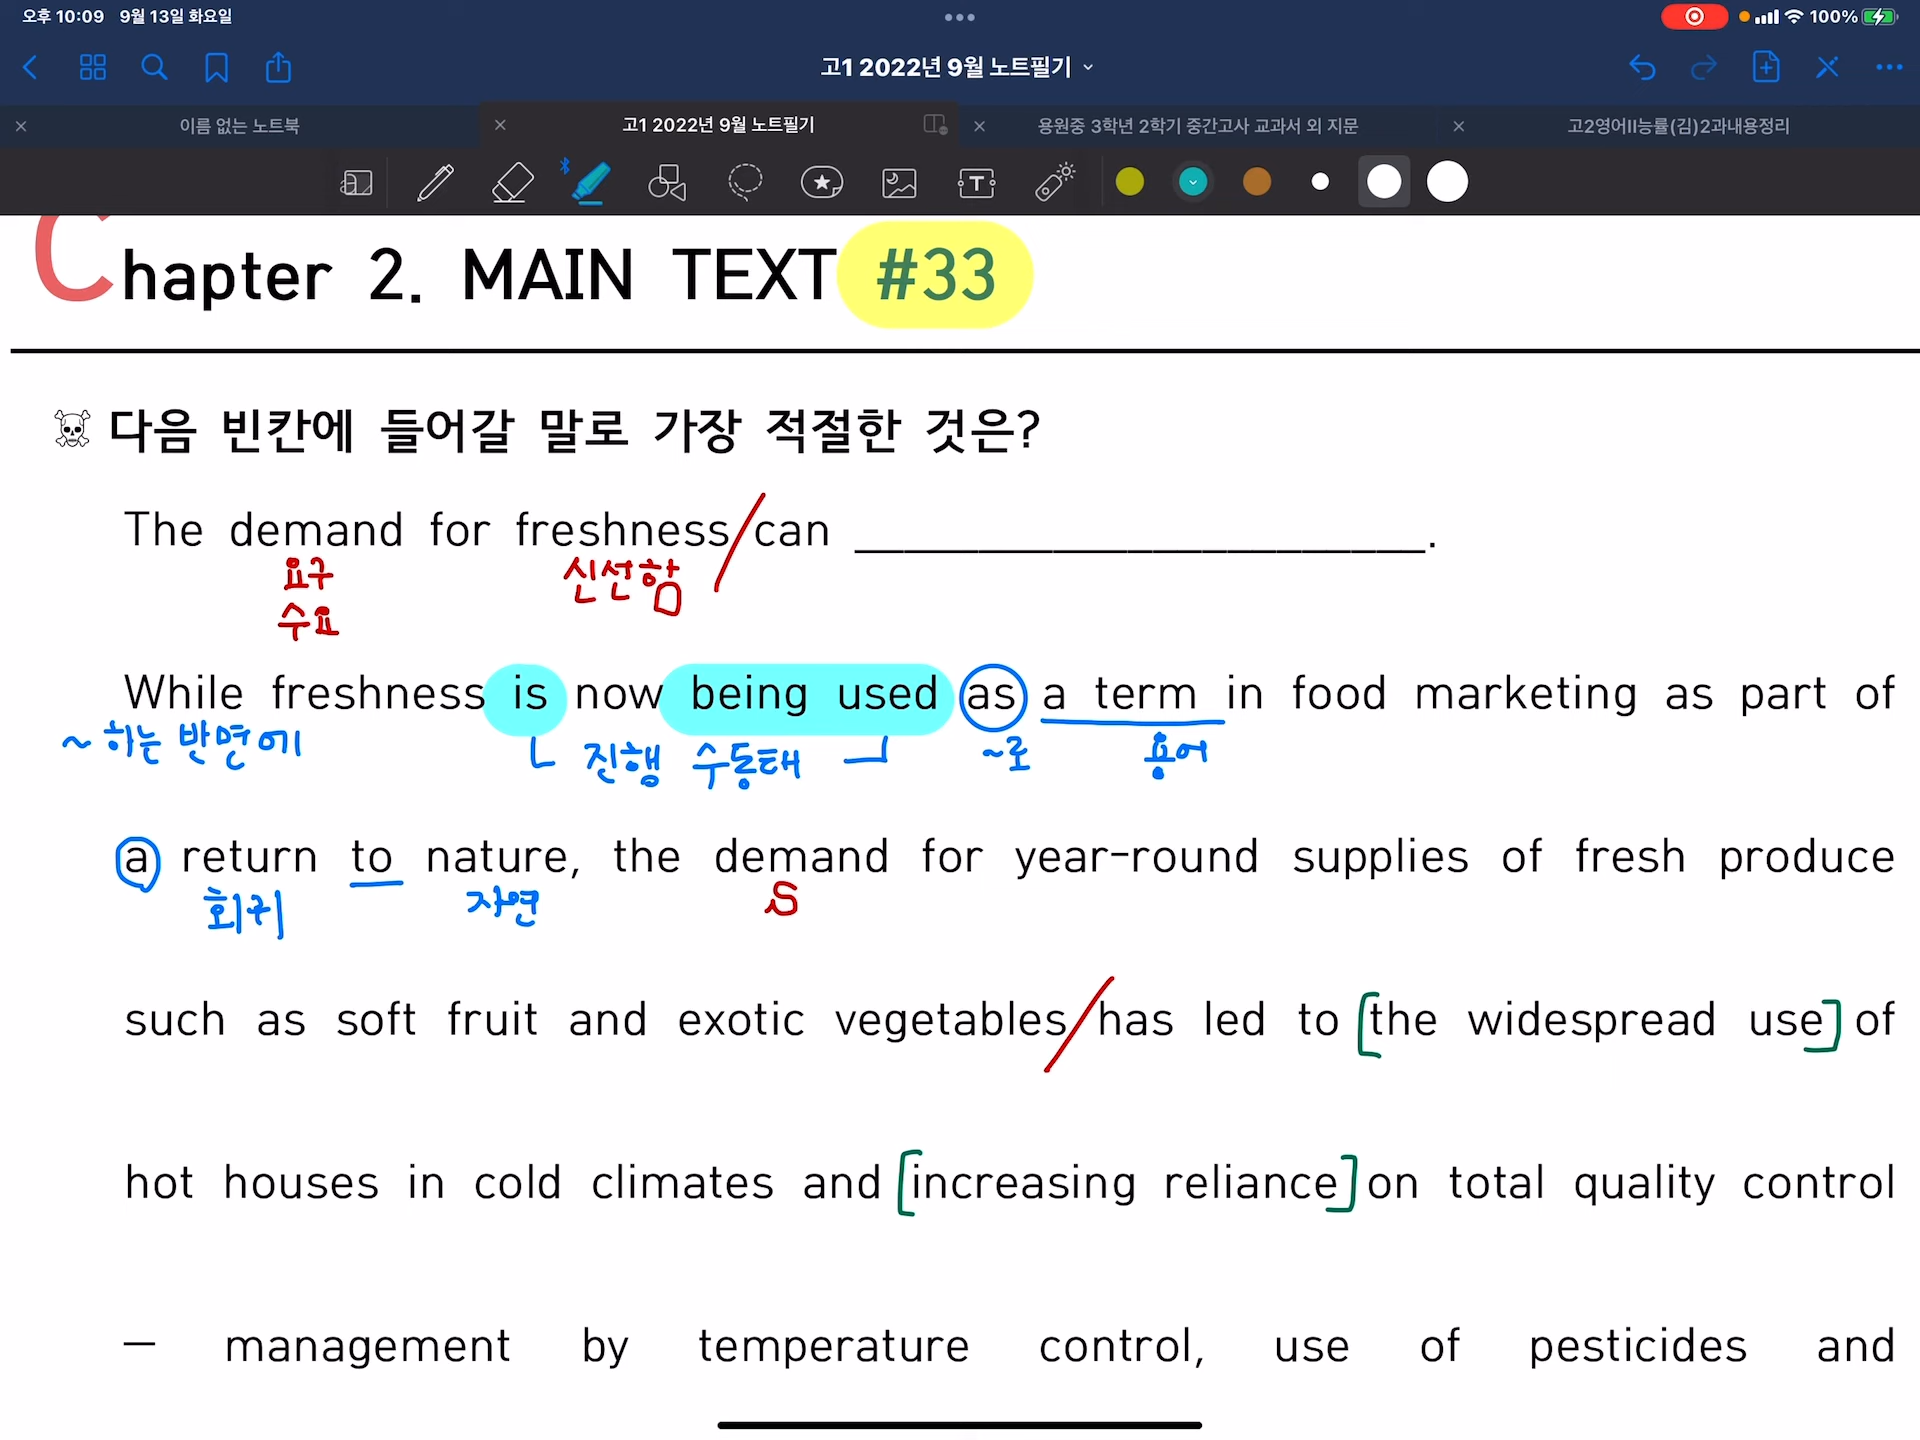 오후 10:09 9월 13일 화요일
100%
고1 2022년 9월 노트필기
이름 없는 노트북
고1 2022년 9월 노트필기
용원중 3학년 2학기 중간고사 교과서 외 지문
고2영어II능률(김)2과내용정리
Chapter 2. MAIN TEXT #33
다음 빈칸에 들어갈 말로 가장 적절한 것은?
The demand for freshness/can ______________________.
요구 신선함
수요
While freshness is now being used as a term in food marketing as part of
~하는 반면에 진행 수동태 ~로 용어
a return to nature, the demand for year-round supplies of fresh produce
회귀 자연 S
such as soft fruit and exotic vegetables/has led to [the widespread use] of
hot houses in cold climates and [increasing reliance] on total quality control
— management by temperature control, use of pesticides and